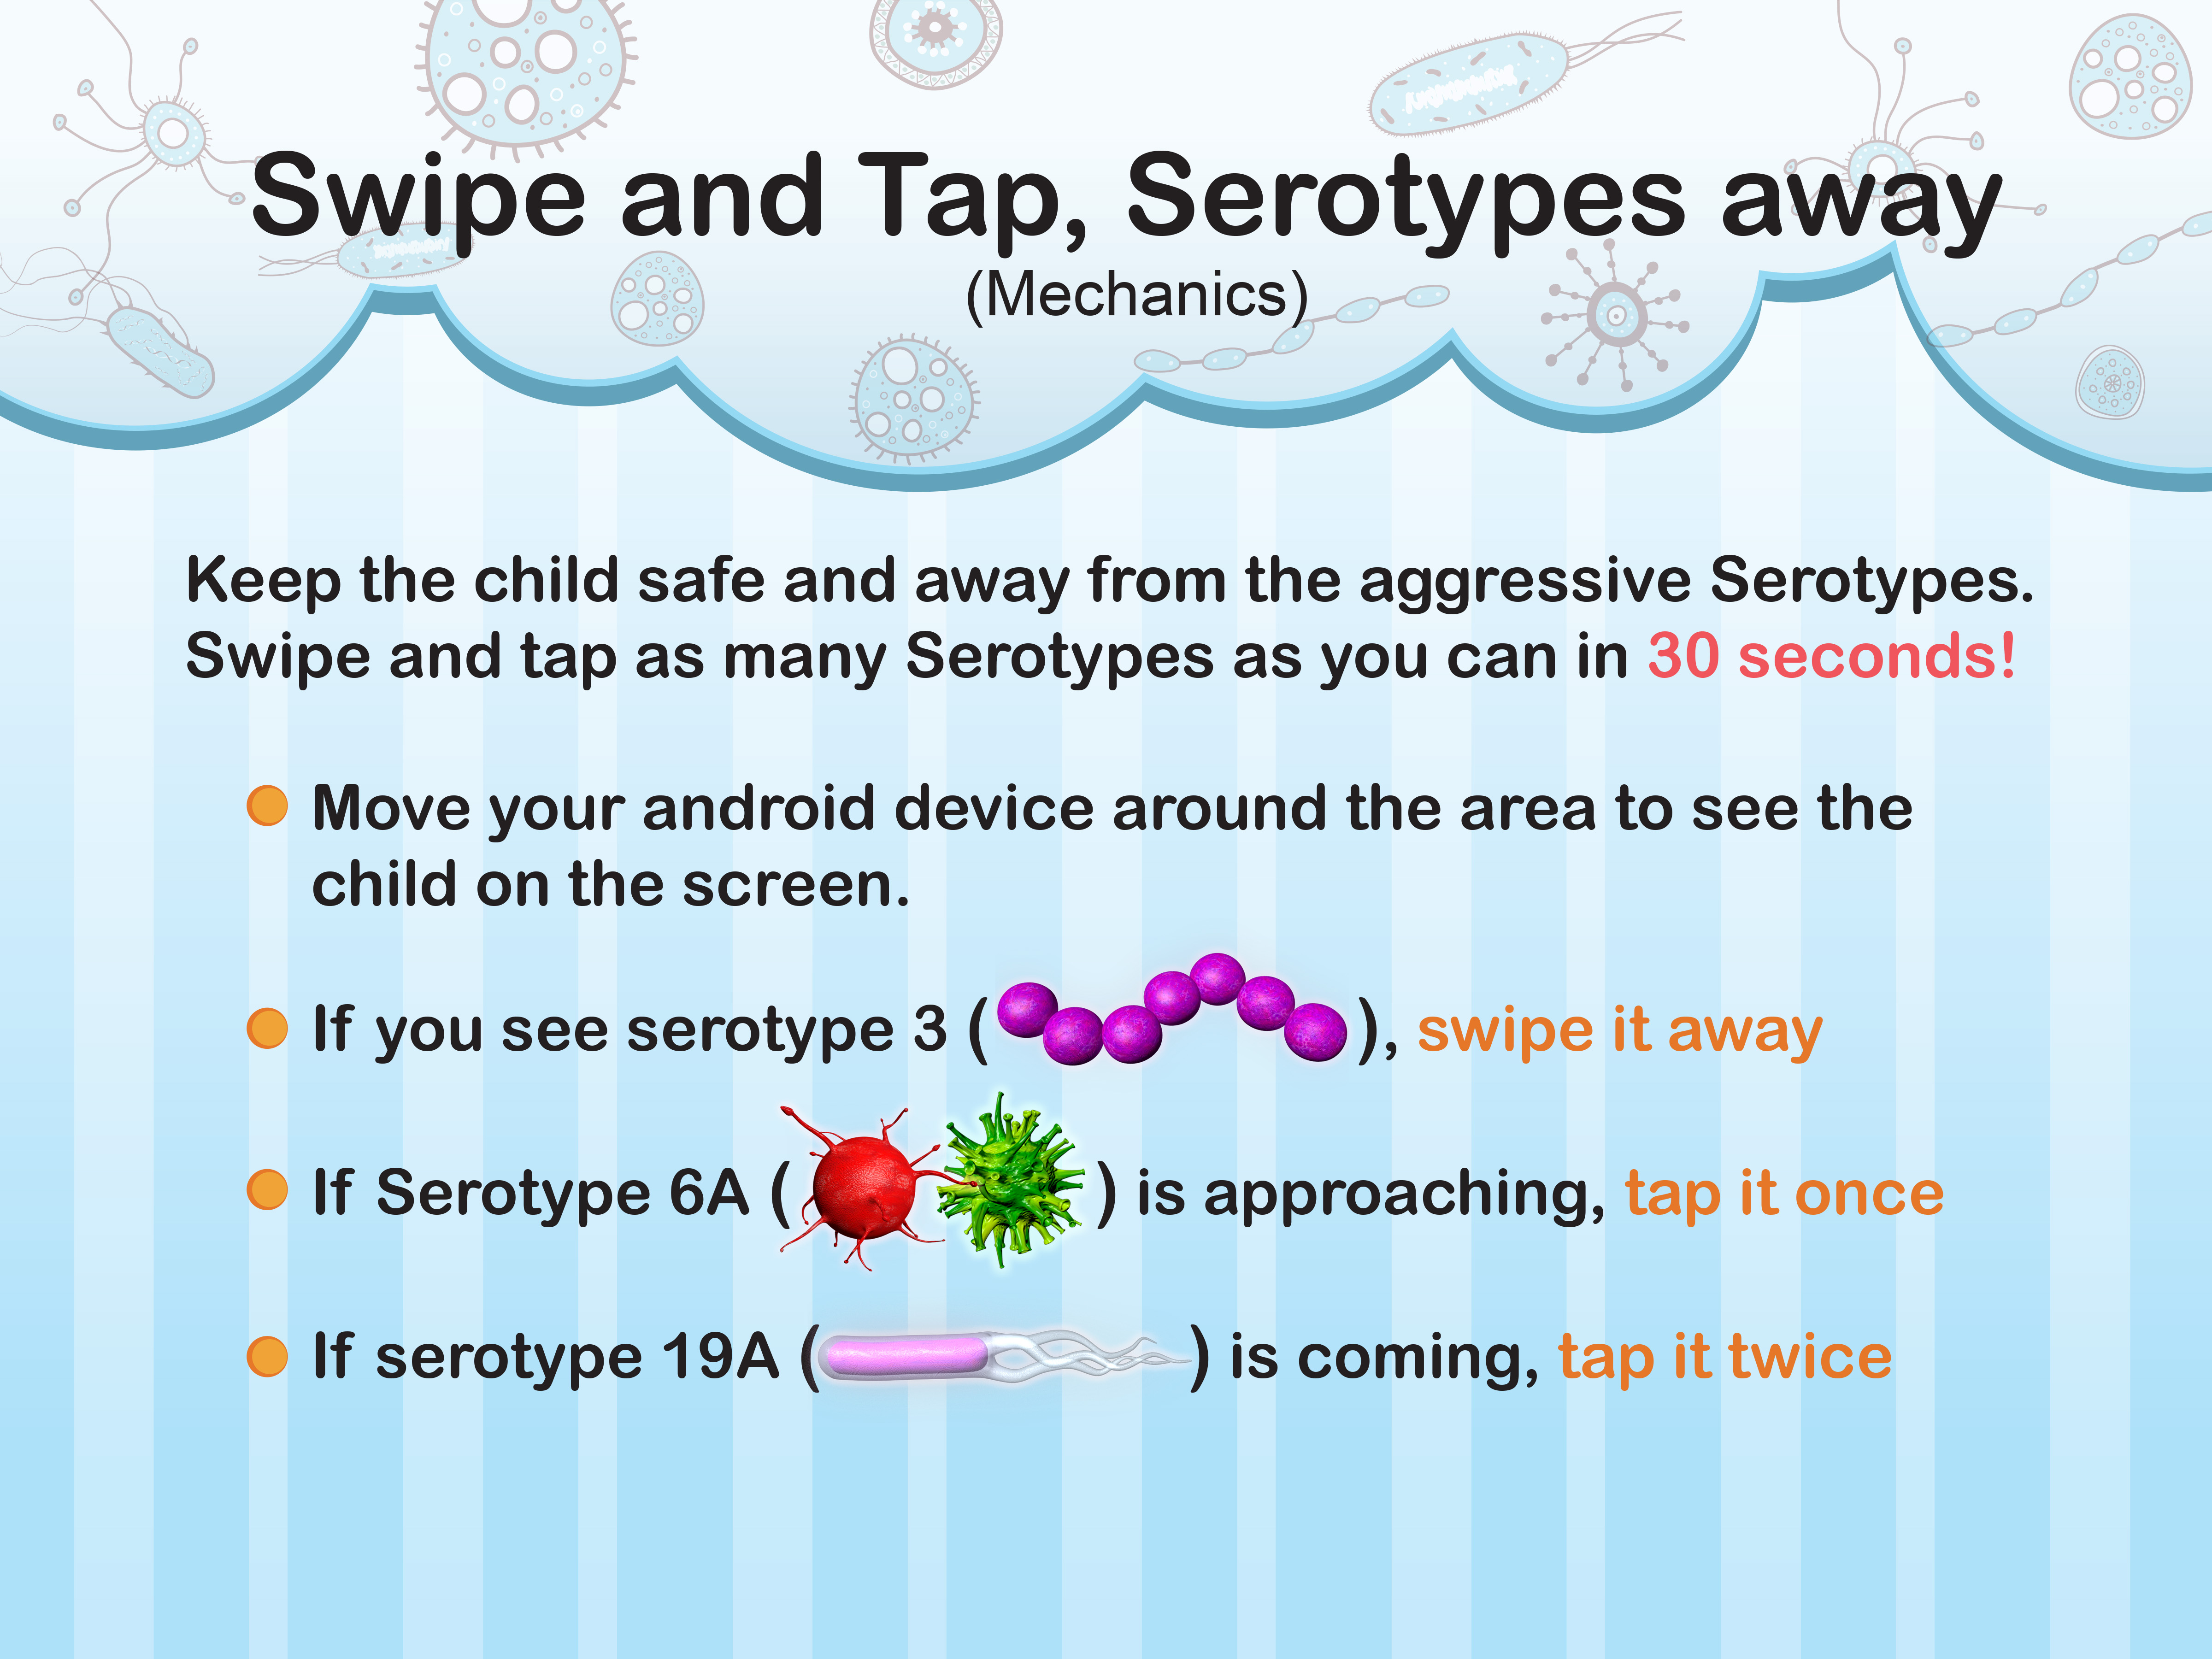 Swipe and Tap, Serotypes away
(Mechanics)
Keep the child safe and away from the aggressive Serotypes.
Swipe and tap as many Serotypes as you can in 30 seconds!
Move your android device around the area to see the
child on the screen.
If you see serotype 3 ( ), swipe it away
If Serotype 6A ( ) is approaching, tap it once
If serotype 19A ( ) is coming, tap it twice